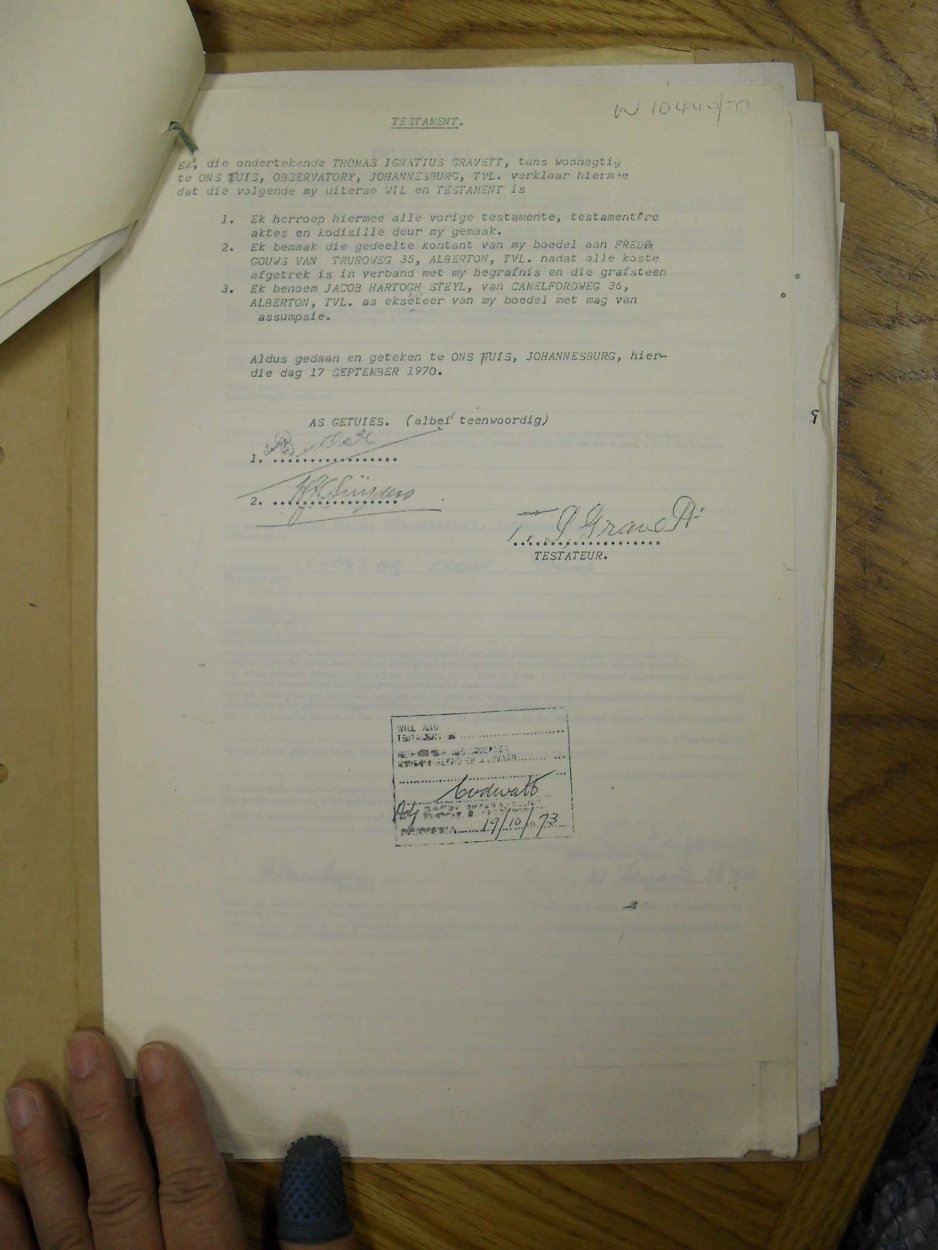 W 10440/73
TESTAMENT.
Ek, die ondertekende THOMAS IGNATIUS GRAVETT, tans woonagtig
te ONS TUIS, OBSERVATORY, JOHANNESBURG, TVL. verklaar hiermee
dat die volgende my uiterse WIL en TESTAMENT is
1. Ek herroep hiermee alle vorige testamente, testamentêre
aktes en kodisille deur my gemaak.
2. Ek bemaak die gedeelte kontant van my boedel aan FREDA
GOUWS VAN TRUROWEG 35, ALBERTON, TVL. nadat alle koste
afgetrek is in verband met my begrafnis en die grafsteen
3. Ek benoem JACOB HARTOGH STEYL, van CAMELFORDWEG 36,
ALBERTON, TVL. as ekseteer van my boedel met mag van
assumpsie.
Aldus gedaan en geteken te ONS TUIS, JOHANNESBURG, hier-
die dag 17 SEPTEMBER 1970.
AS GETUIES. (albei teenwoordig)
1. ..................
2. ..................
T. I. Gravett
TESTATEUR.
WILL AND
TESTAMENT
19/10/73